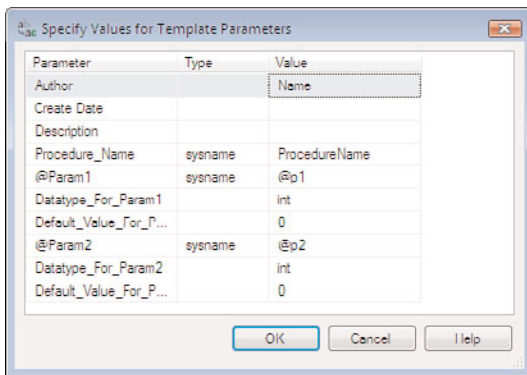 Specify Values for Template Parameters
Parameter Type Value
Author Name
Create Date
Description
Procedure_Name sysname ProcedureName
@Param1 sysname @p1
Datatype_For_Param1 int
Default_Value_For_P... 0
@Param2 sysname @p2
Datatype_For_Param2 int
Default_Value_For_P... 0
OK Cancel Help